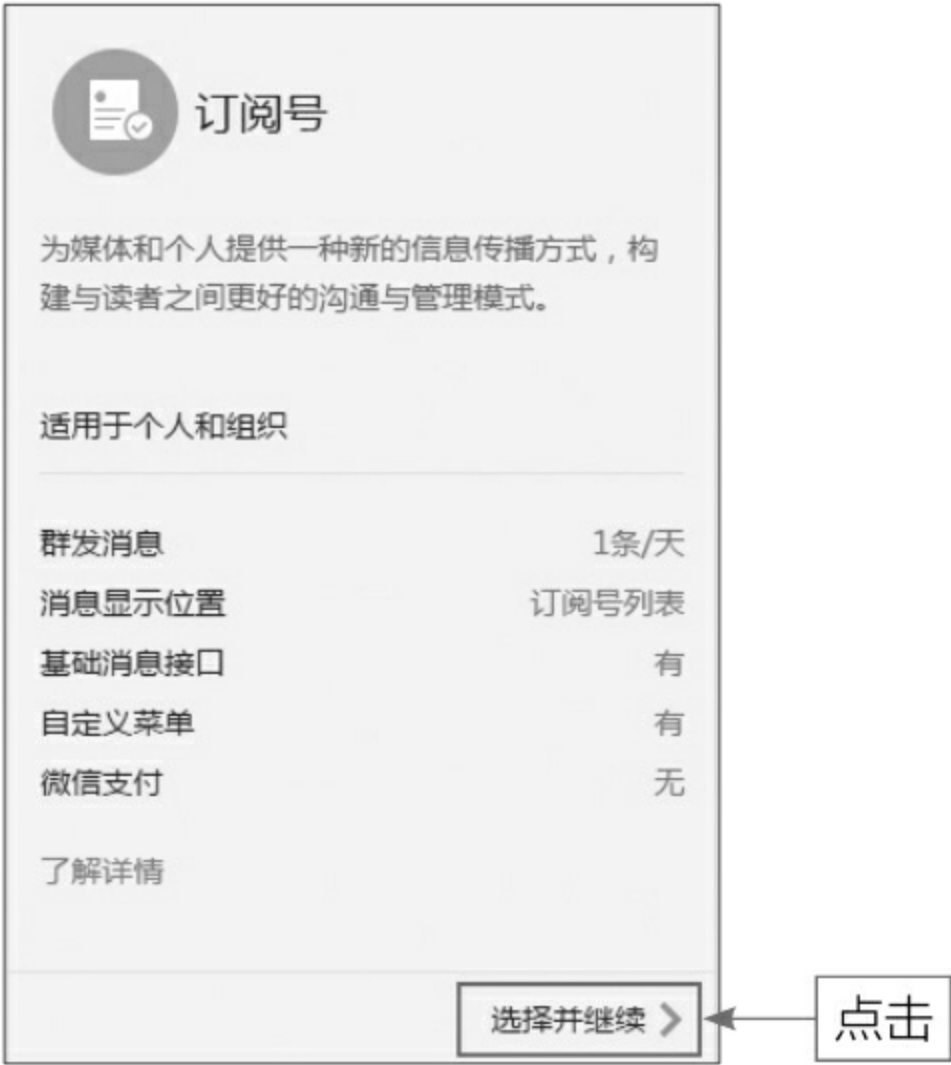 订阅号
为媒体和个人提供一种新的信息传播方式，构
建与读者之间更好的沟通与管理模式。
适用于个人和组织
群发消息 1条/天
消息显示位置 订阅号列表
基础消息接口 有
自定义菜单 有
微信支付 无
了解详情
选择并继续
点击